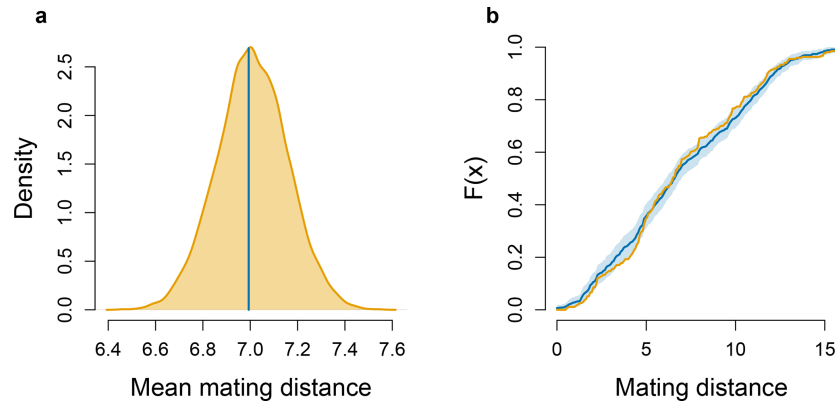 a
Density
0.0 0.5 1.0 1.5 2.0 2.5
6.4 6.6 6.8 7.0 7.2 7.4 7.6
Mean mating distance
b
F(x)
0.0 0.2 0.4 0.6 0.8 1.0
0 5 10 15
Mating distance